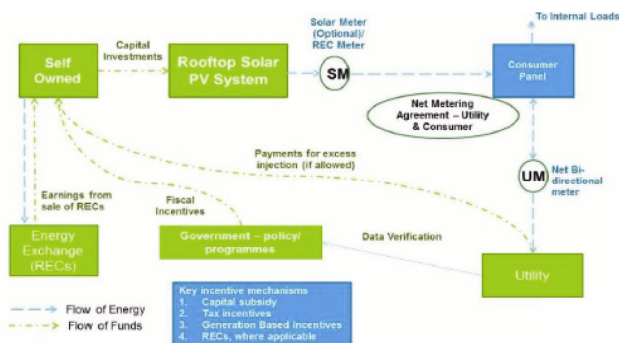 Solar Meter
(Optional)/
REC Meter
To Internal Loads
Capital
Investments
Self
Owned
Rooftop Solar
PV System
SM
Consumer
Panel
Net Metering
Agreement – Utility
& Consumer
Payments for excess
injection (if allowed)
UM
Net Bi-
directional
meter
Earnings from
sale of RECs
Fiscal
Incentives
Energy
Exchange
(RECs)
Government – policy/
programmes
Data Verification
Utility
Flow of Energy
Flow of Funds
Key incentive mechanisms
1. Capital subsidy
2. Tax incentives
3. Generation Based Incentives
4. RECs, where applicable